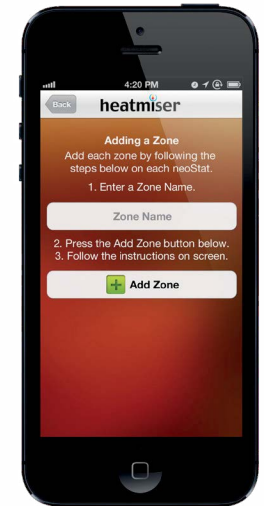 4:20 PM
Back
heatmiser
Adding a Zone
Add each zone by following the
steps below on each neoStat.
1. Enter a Zone Name.
Zone Name
2. Press the Add Zone button below.
3. Follow the instructions on screen.
Add Zone